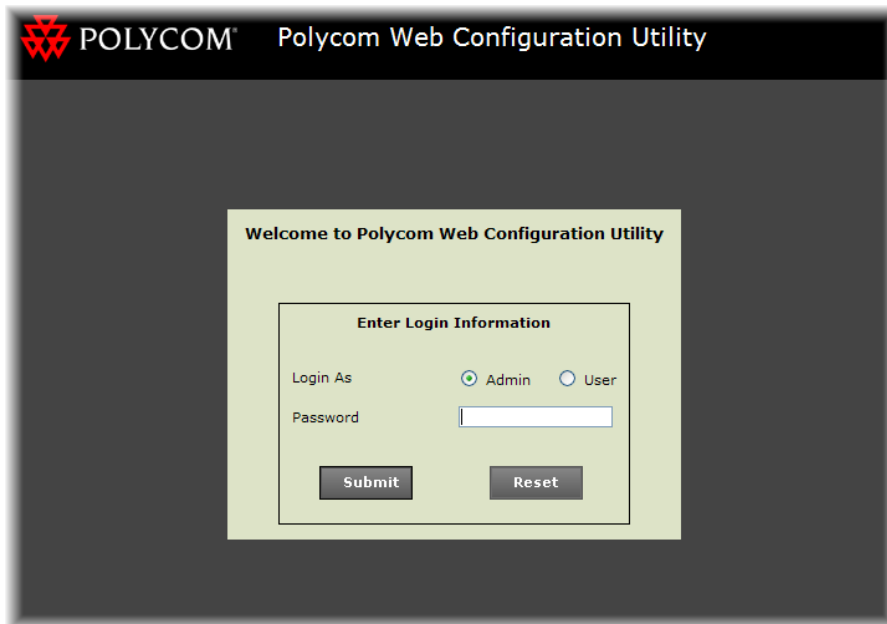 POLYCOM® Polycom Web Configuration Utility
Welcome to Polycom Web Configuration Utility
Enter Login Information
Login As Admin User
Password
Submit Reset